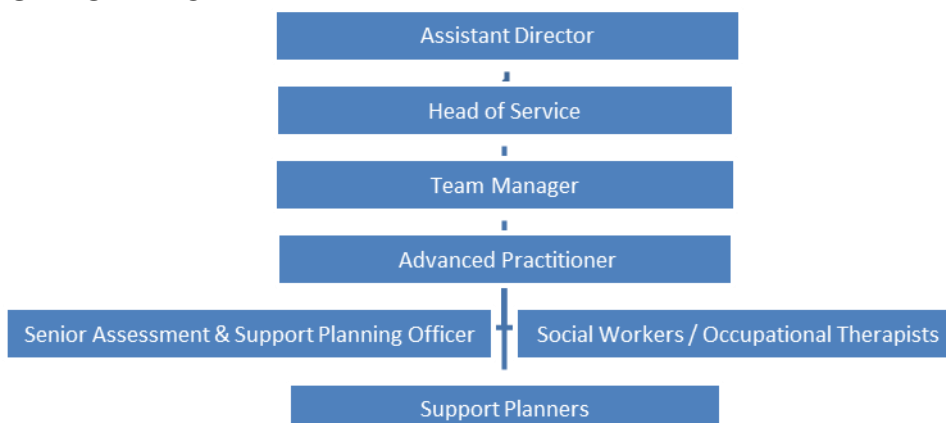 Assistant Director
Head of Service
Team Manager
Advanced Practitioner
Senior Assessment & Support Planning Officer
Social Workers / Occupational Therapists
Support Planners